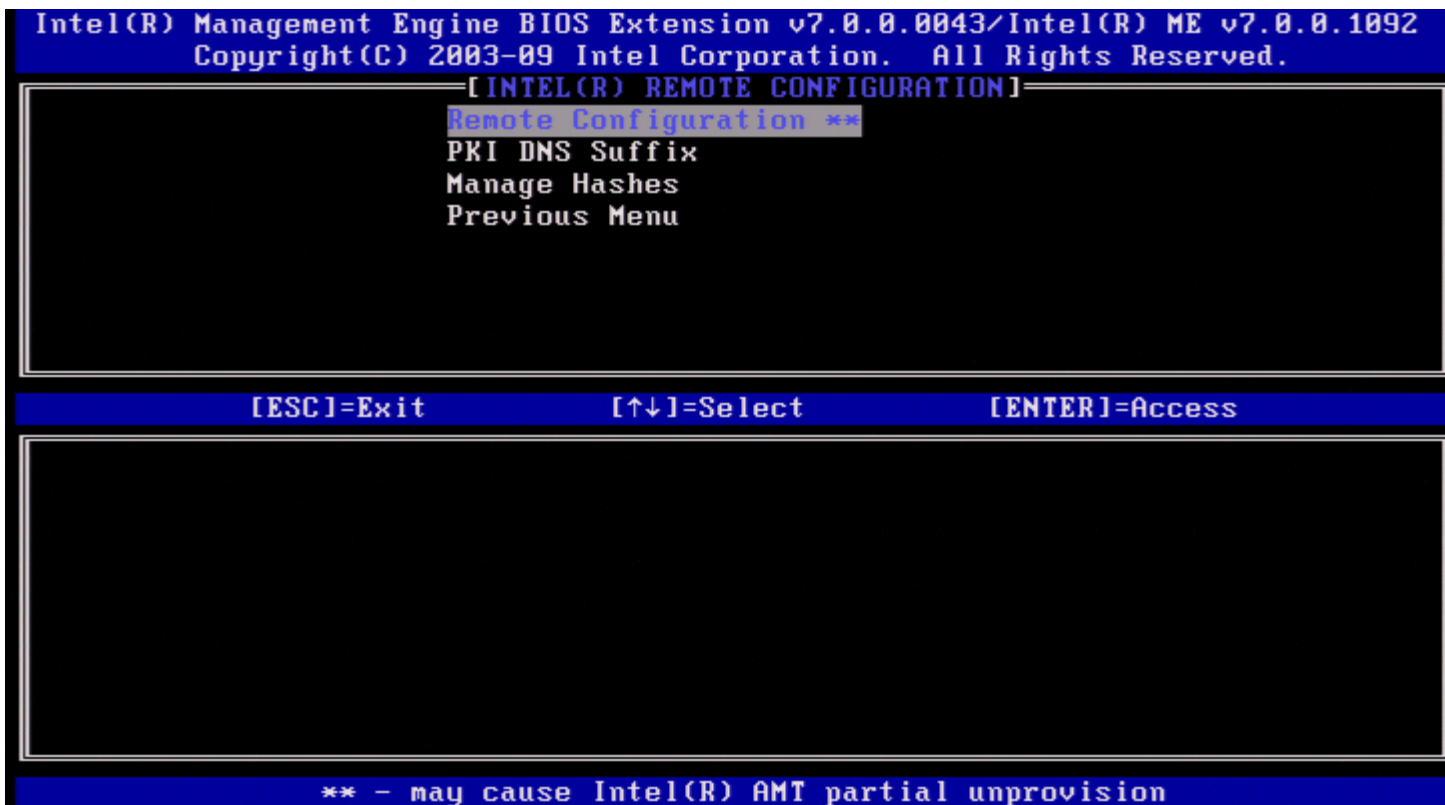 Intel(R) Management Engine BIOS Extension v7.0.0.0043/Intel(R) ME v7.0.0.1092
Copyright(C) 2003-09 Intel Corporation. All Rights Reserved.
[INTEL(R) REMOTE CONFIGURATION]
Remote Configuration **
PKI DNS Suffix
Manage Hashes
Previous Menu
[ESC]=Exit [↑↓]=Select [ENTER]=Access
** - may cause Intel(R) AMT partial unprovision